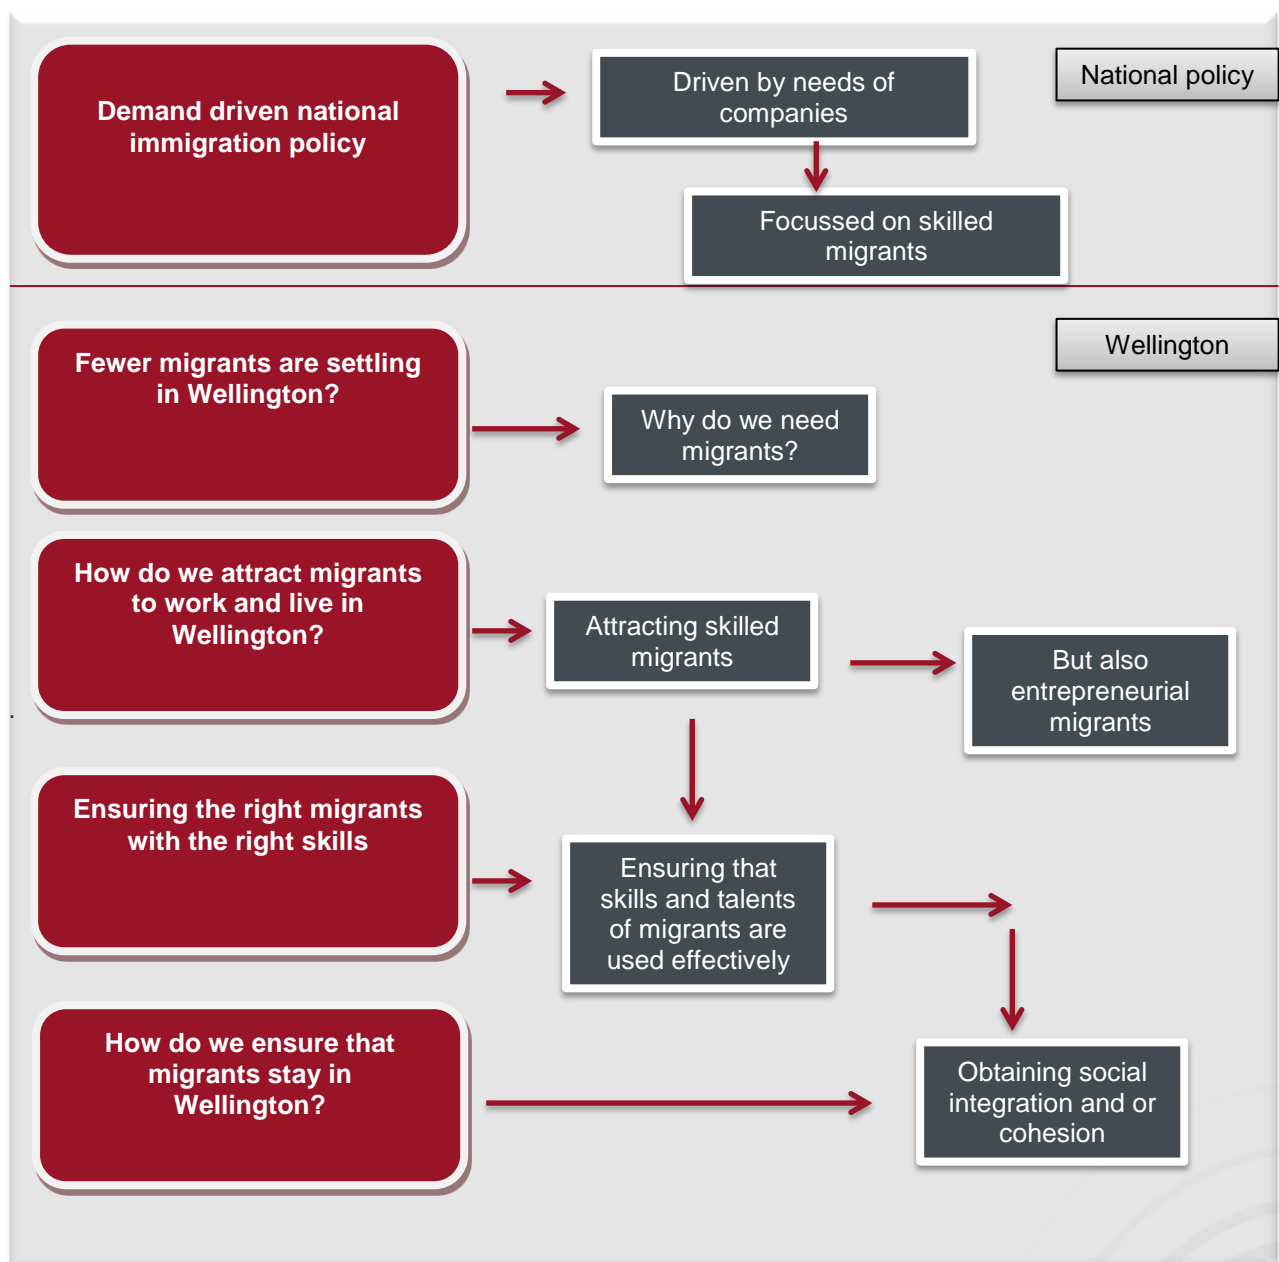 Demand driven national
immigration policy
Driven by needs of
companies
National policy
Focussed on skilled
migrants
Fewer migrants are settling
in Wellington?
Wellington
Why do we need
migrants?
How do we attract migrants
to work and live in
Wellington?
Attracting skilled
migrants
But also
entrepreneurial
migrants
.
Ensuring the right migrants
with the right skills
Ensuring that
skills and talents
of migrants are
used effectively
How do we ensure that
migrants stay in
Wellington?
Obtaining social
integration and or
cohesion